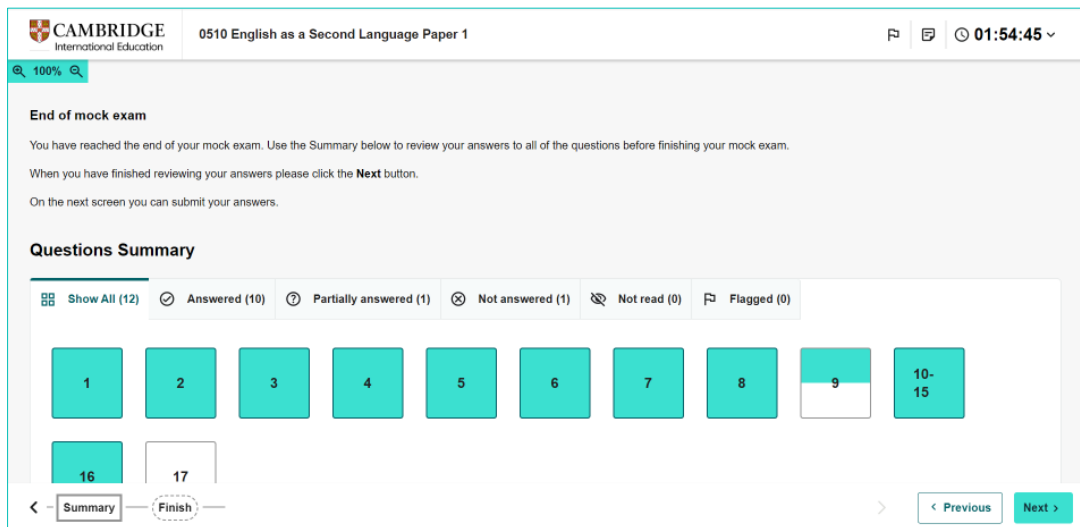 CAMBRIDGE
International Education
0510 English as a Second Language Paper 1
01:54:45
100%
End of mock exam
You have reached the end of your mock exam. Use the Summary below to review your answers to all of the questions before finishing your mock exam.
When you have finished reviewing your answers please click the Next button.
On the next screen you can submit your answers.
Questions Summary
Show All (12) Answered (10) Partially answered (1) Not answered (1) Not read (0) Flagged (0)
1 2 3 4 5 6 7 8 9 10-
15
16 17
Summary Finish Previous Next